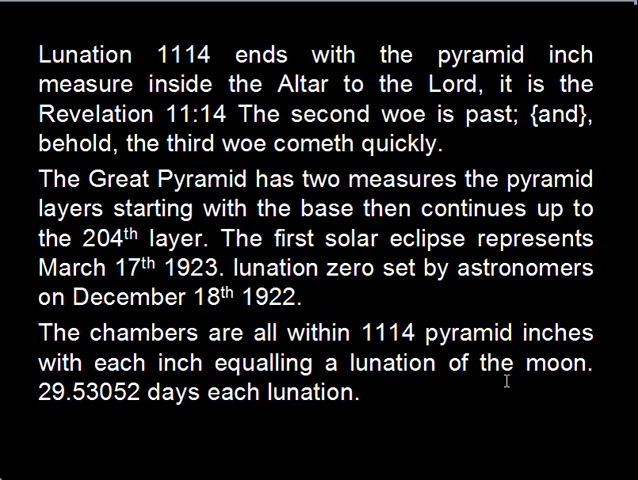 Lunation 1114 ends with the pyramid inch
measure inside the Altar to the Lord, it is the
Revelation 11:14 The second woe is past; {and},
behold, the third woe cometh quickly.
The Great Pyramid has two measures the pyramid
layers starting with the base then continues up to
the 204th layer. The first solar eclipse represents
March 17th 1923. lunation zero set by astronomers
on December 18th 1922.
The chambers are all within 1114 pyramid inches
with each inch equalling a lunation of the moon.
29.53052 days each lunation.